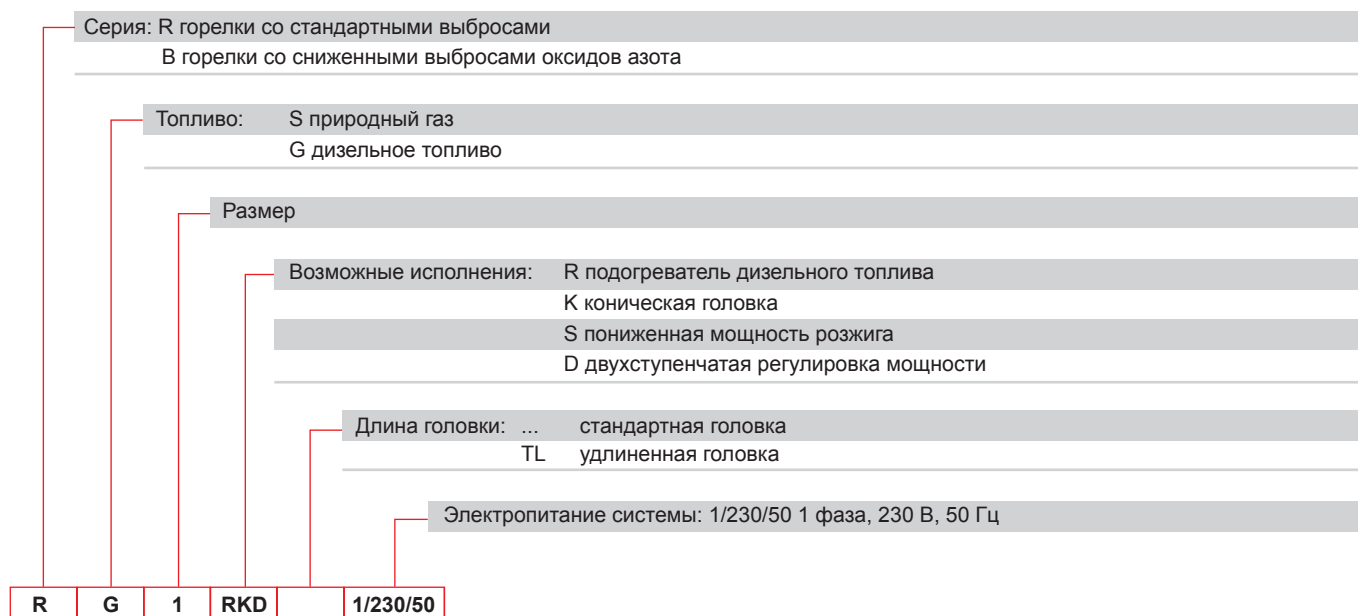 Серия: R горелки со стандартными выбросами
B горелки со сниженными выбросами оксидов азота
Топливо: S природный газ
G дизельное топливо
Размер
Возможные исполнения: R подогреватель дизельного топлива
K коническая головка
S пониженная мощность розжига
D двухступенчатая регулировка мощности
Длина головки: ... стандартная головка
TL удлиненная головка
Электропитание системы: 1/230/50 1 фаза, 230 В, 50 Гц
R G 1 RKD 1/230/50